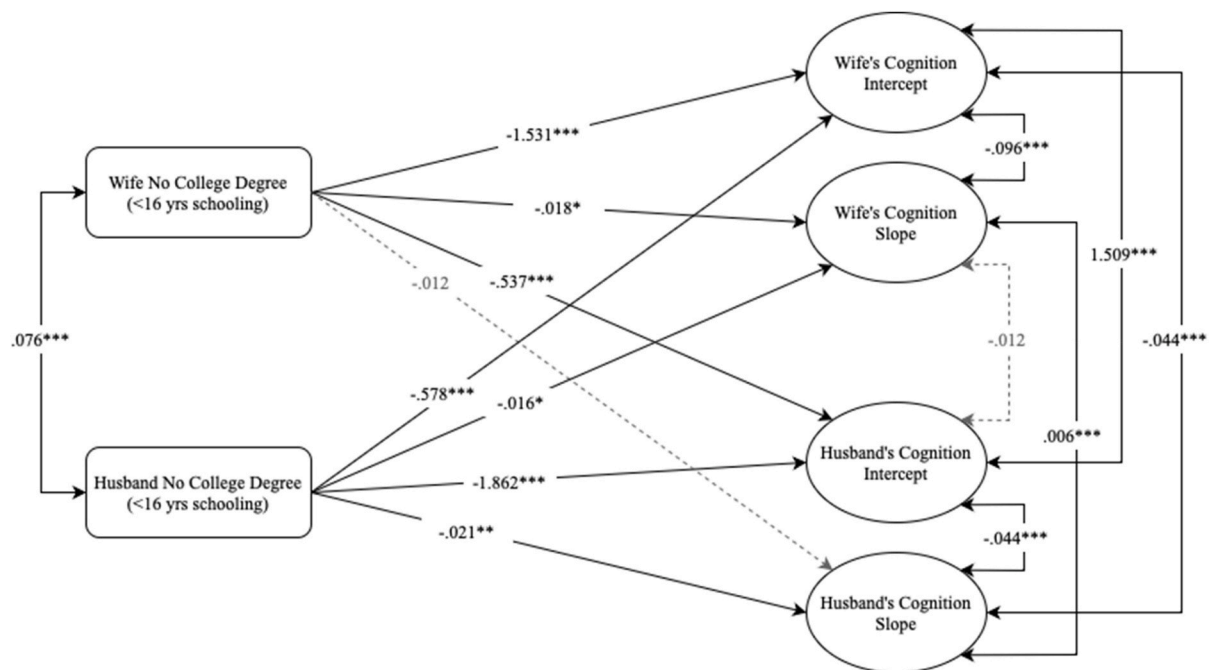 Wife's Cognition
Intercept
-1.531***
-.096***
Wife No College Degree
(<16 yrs schooling)
-.018*
Wife's Cognition
Slope
1.509***
-.537***
-.012
.076***
-.012
-.044***
-.578***
-.016*
.006***
Husband No College Degree
(<16 yrs schooling)
-1.862***
Husband's Cognition
Intercept
-.021**
-.044***
Husband's Cognition
Slope